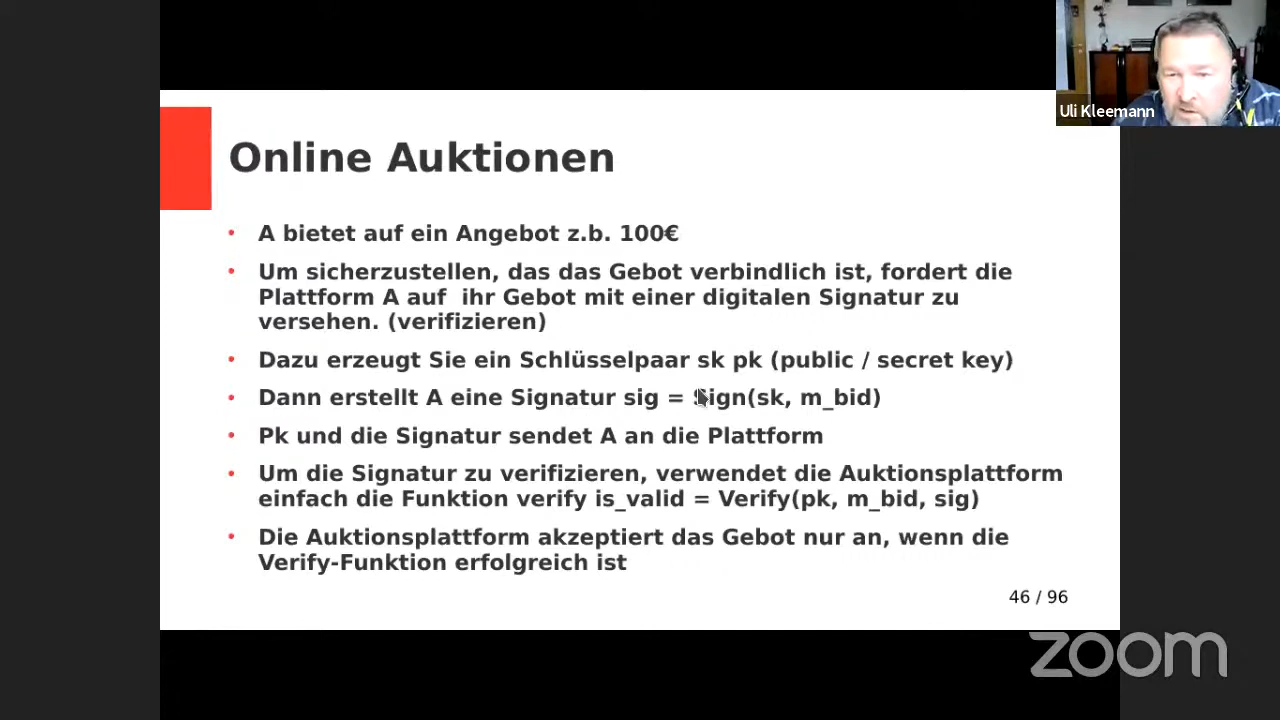 Uli Kleemann
Online Auktionen
• A bietet auf ein Angebot z.b. 100€
• Um sicherzustellen, das das Gebot verbindlich ist, fordert die
Plattform A auf ihr Gebot mit einer digitalen Signatur zu
versehen. (verifizieren)
• Dazu erzeugt Sie ein Schlüsselpaar sk pk (public / secret key)
• Dann erstellt A eine Signatur sig = Sign(sk, m_bid)
• Pk und die Signatur sendet A an die Plattform
• Um die Signatur zu verifizieren, verwendet die Auktionsplattform
einfach die Funktion verify is_valid = Verify(pk, m_bid, sig)
• Die Auktionsplattform akzeptiert das Gebot nur an, wenn die
Verify-Funktion erfolgreich ist
46 / 96
zoom